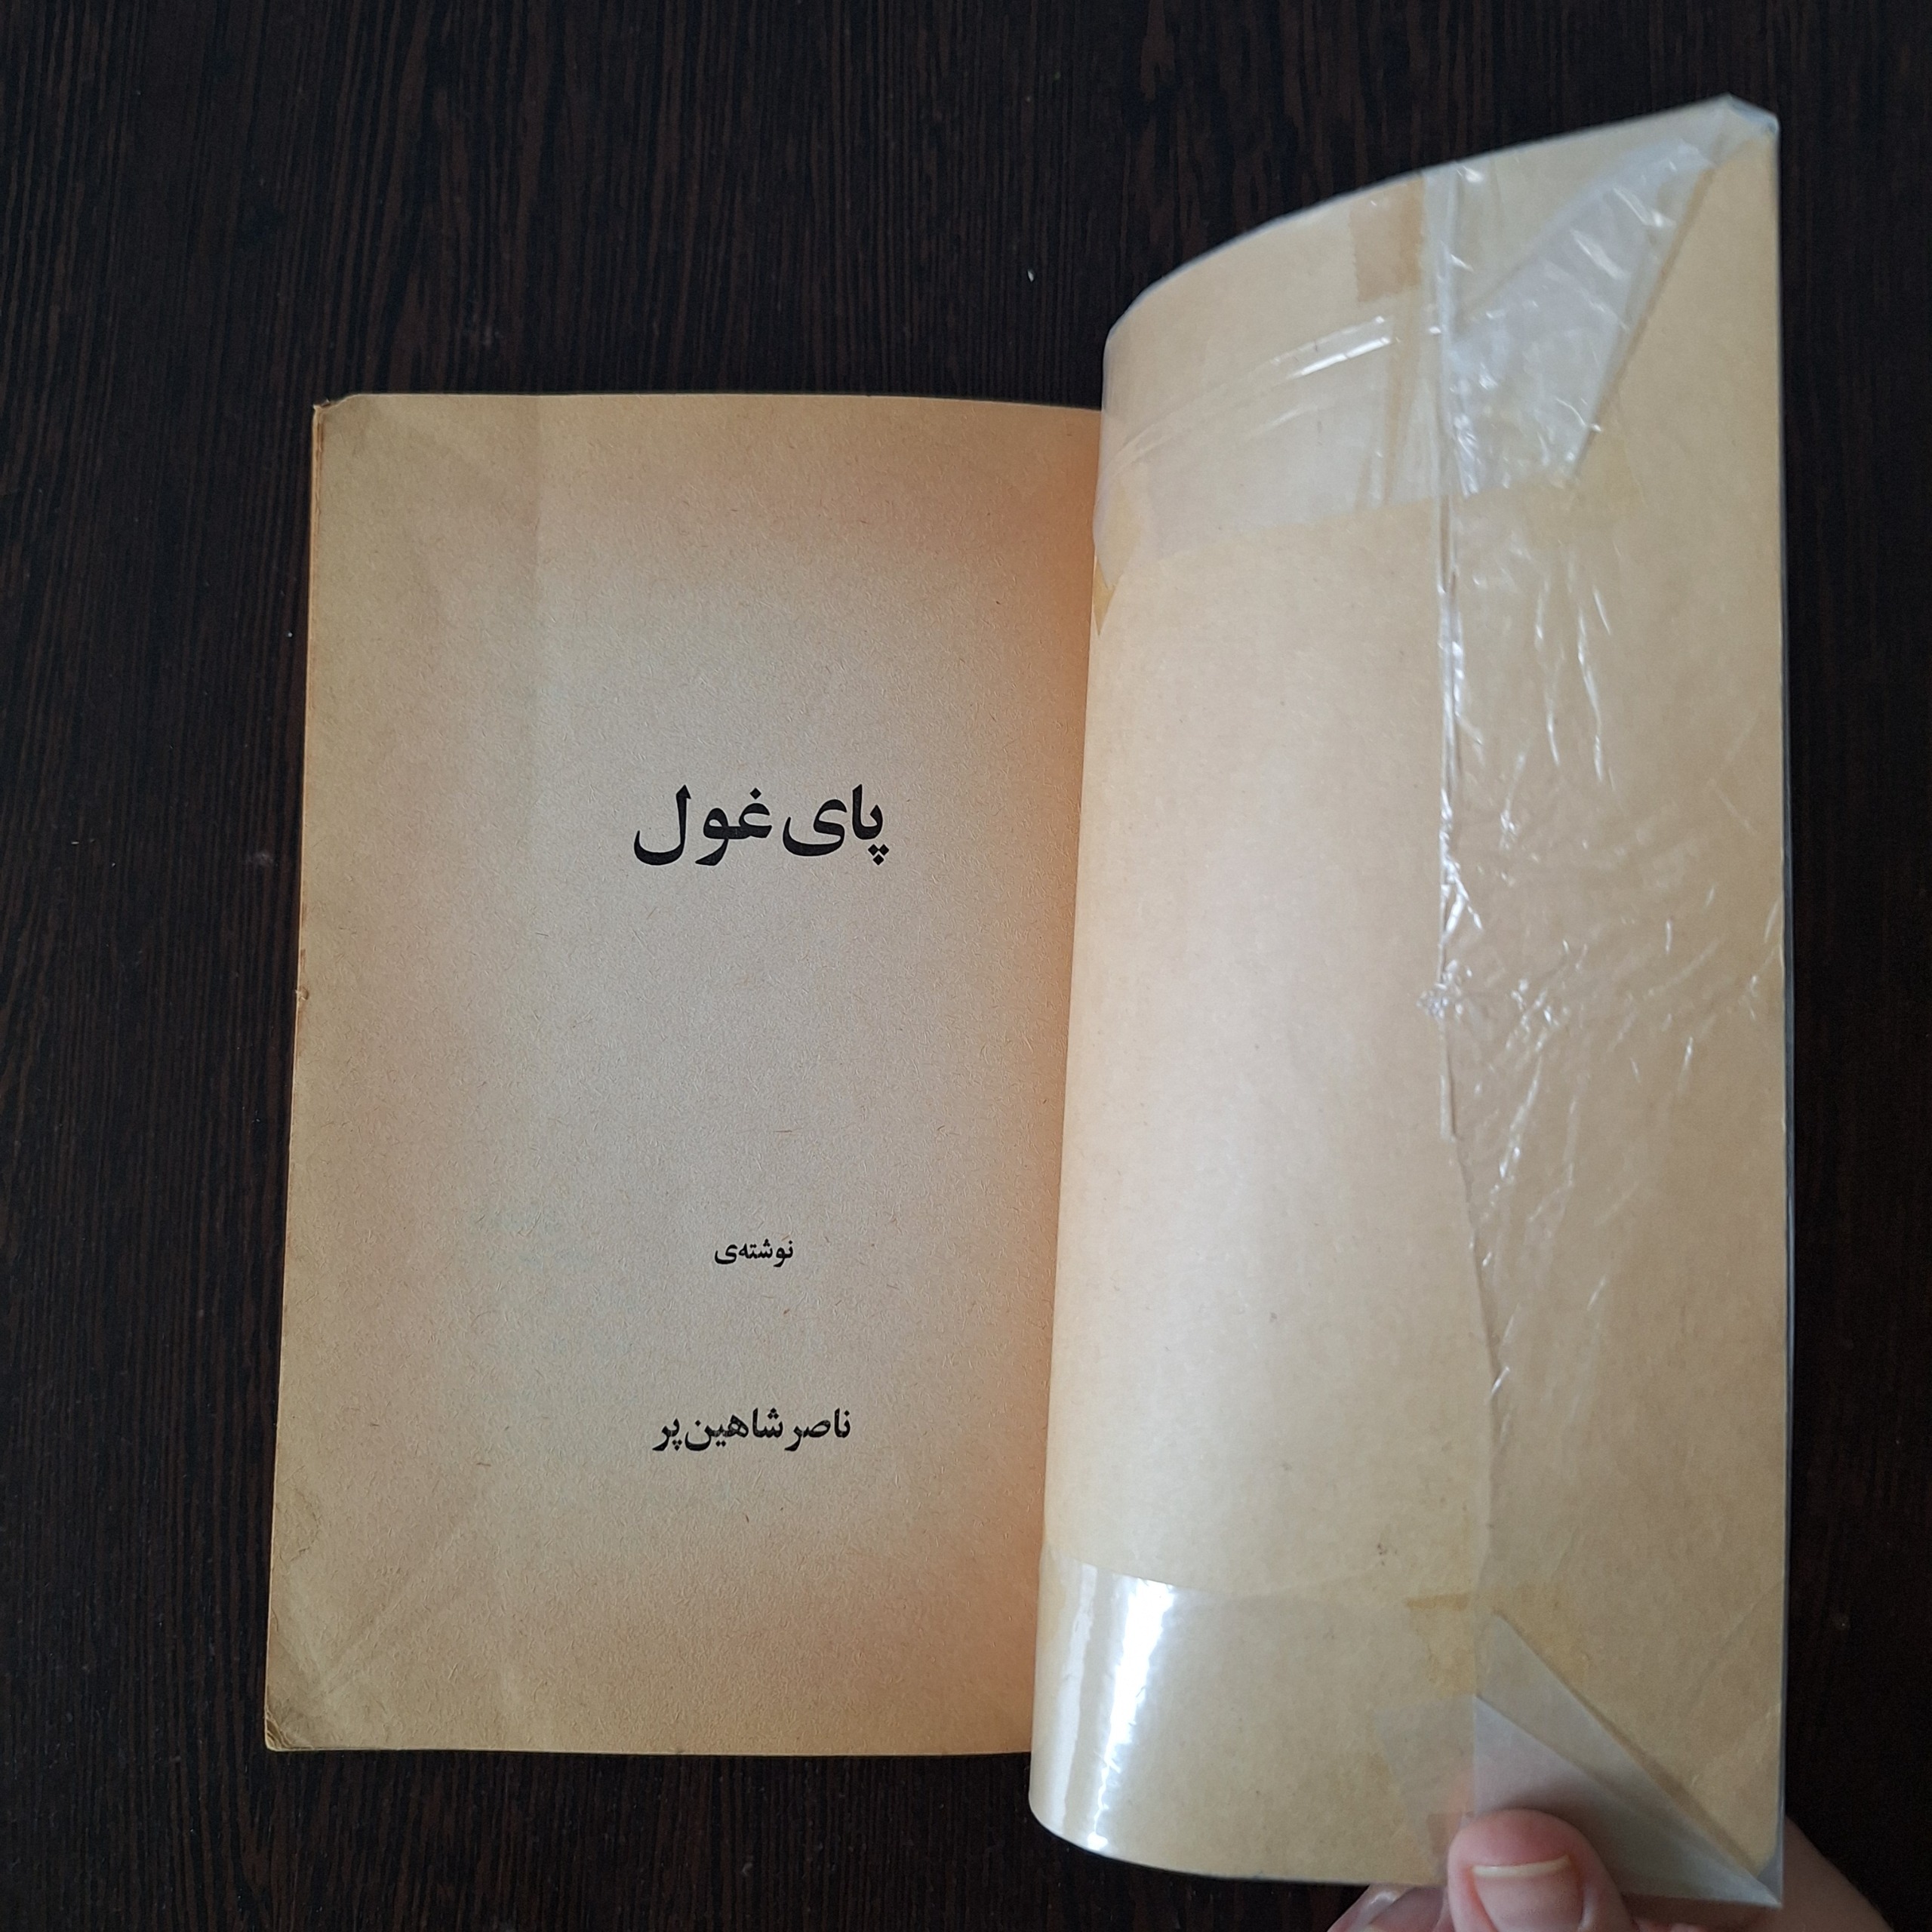 پای غول
نوشته‌ی
ناصر شاهین‌پر